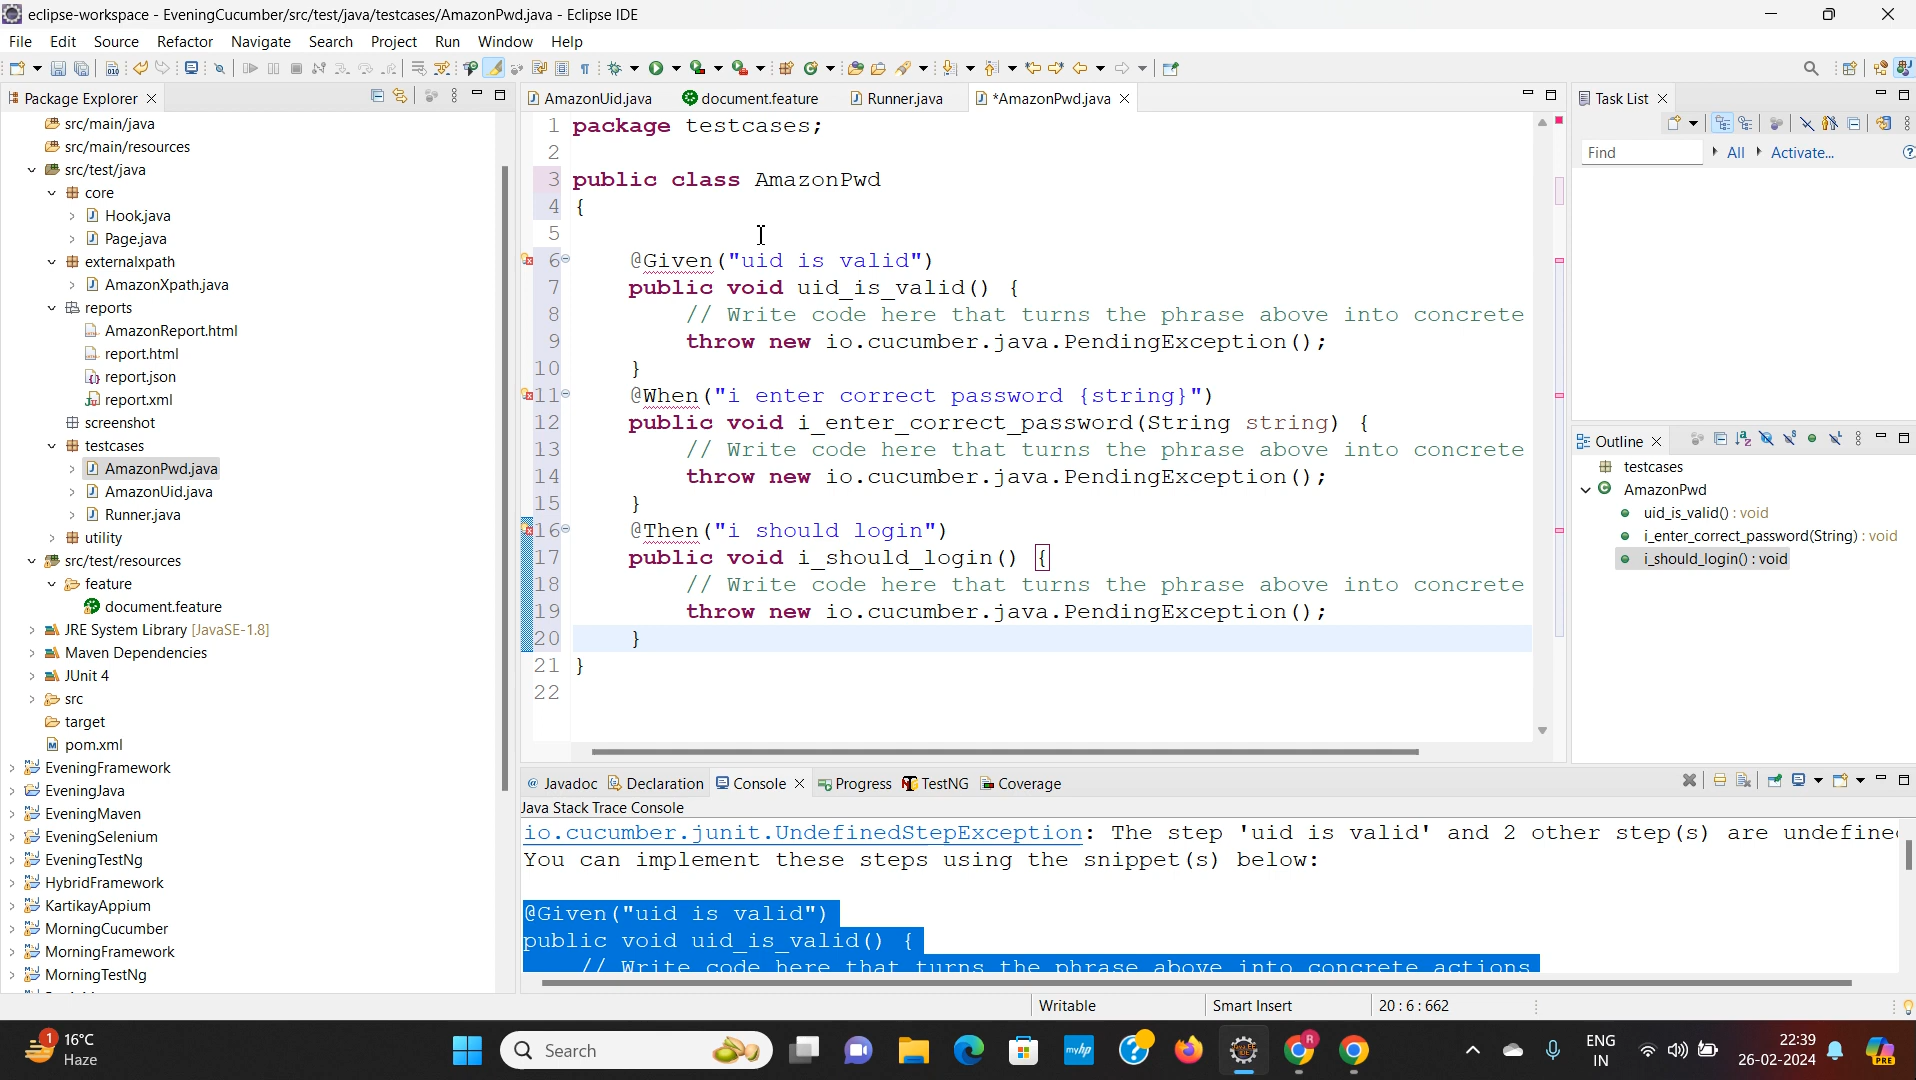 eclipse-workspace - EveningCucumber/src/test/java/testcases/AmazonPwd.java - Eclipse IDE
File Edit Source Refactor Navigate Search Project Run Window Help
Package Explorer
src/main/java
src/main/resources
src/test/java
core
Hook.java
Page.java
externalxpath
AmazonXpath.java
reports
AmazonReport.html
report.html
report.json
report.xml
screenshot
testcases
AmazonPwd.java
AmazonUid.java
Runner.java
utility
src/test/resources
feature
document.feature
JRE System Library [JavaSE-1.8]
Maven Dependencies
JUnit 4
src
target
pom.xml
EveningFramework
EveningJava
EveningMaven
EveningSelenium
EveningTestNg
HybridFramework
KartikayAppium
MorningCucumber
MorningFramework
MorningTestNg
AmazonUid.java document.feature Runner.java *AmazonPwd.java
1 package testcases;
2
3 public class AmazonPwd
4 {
5
6 @Given("uid is valid")
7 public void uid_is_valid() {
8 // Write code here that turns the phrase above into concrete
9 throw new io.cucumber.java.PendingException();
10 }
11 @When("i enter correct password {string}")
12 public void i_enter_correct_password(String string) {
13 // Write code here that turns the phrase above into concrete
14 throw new io.cucumber.java.PendingException();
15 }
16 @Then("i should login")
17 public void i_should_login() {
18 // Write code here that turns the phrase above into concrete
19 throw new io.cucumber.java.PendingException();
20 }
21 }
22
Task List
Find All Activate...
Outline
testcases
AmazonPwd
uid_is_valid() : void
i_enter_correct_password(String) : void
i_should_login() : void
@ Javadoc Declaration Console Progress TestNG Coverage
Java Stack Trace Console
io.cucumber.junit.UndefinedStepException: The step 'uid is valid' and 2 other step(s) are undefine
You can implement these steps using the snippet(s) below:
@Given("uid is valid")
public void uid_is_valid() {
// Write code here that turns the phrase above into concrete actions
Writable Smart Insert 20 : 6 : 662
1
16°C
Haze
Search
ENG
IN
22:39
26-02-2024